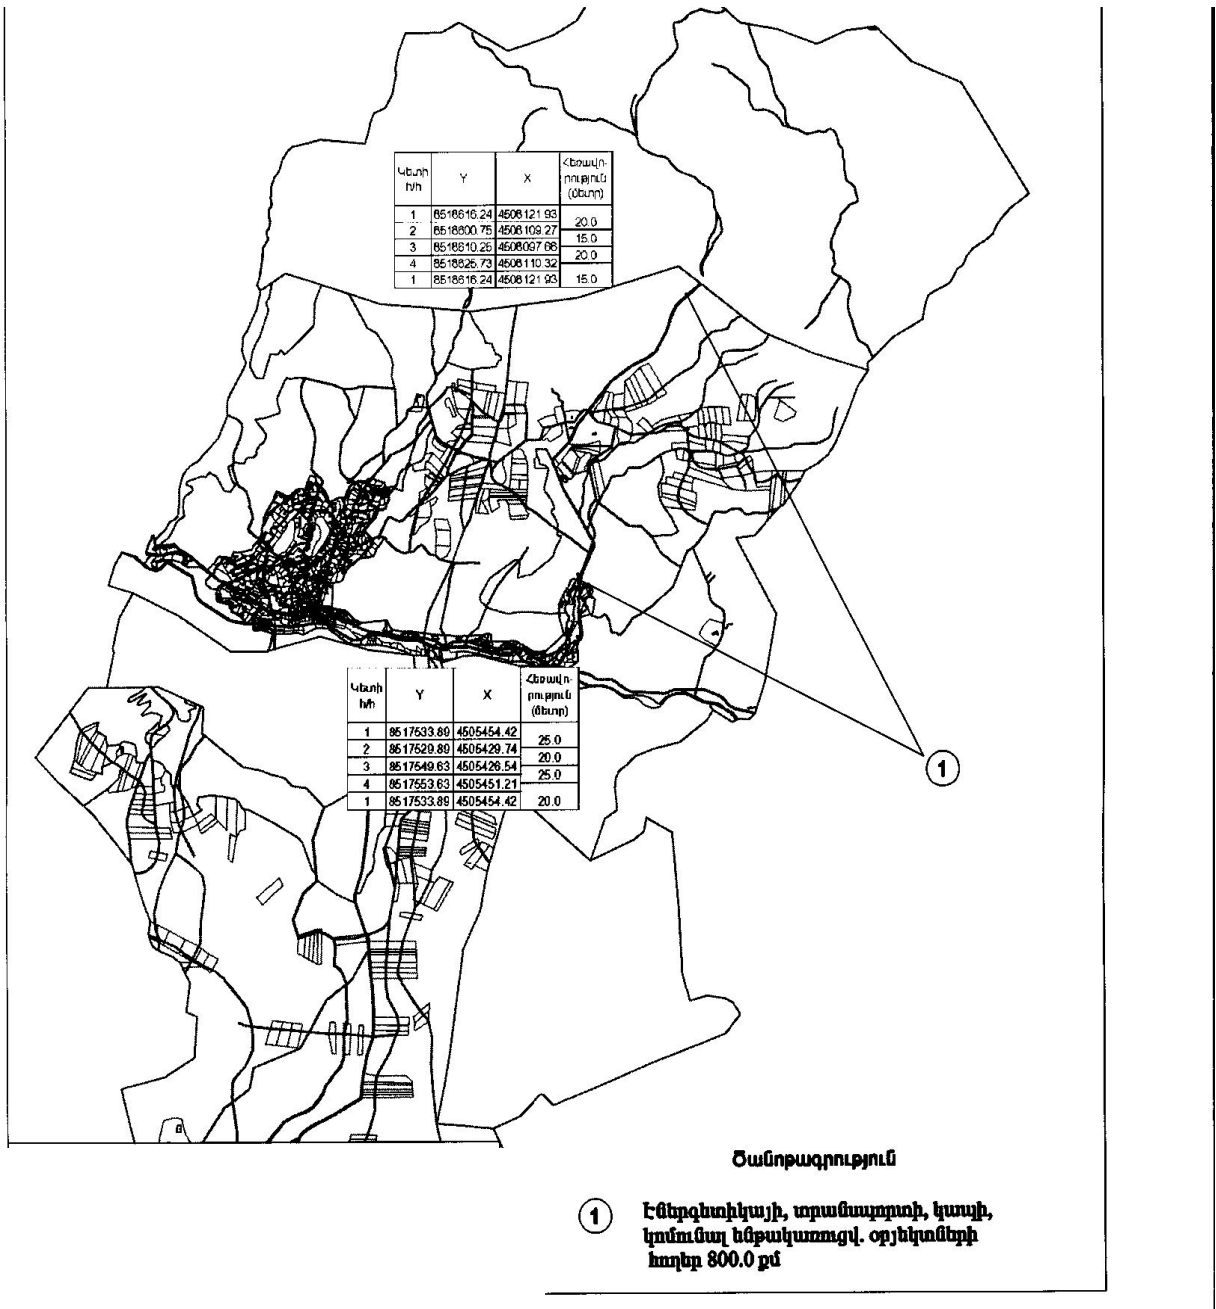 Կետի
հ/հ
Y
X
Հեռավո-
րություն
(մետր)
1 8518616.24 4508121.93
20.0
2 8518600.75 4508109.27
15.0
3 8518610.25 4508097.66
20.0
4 8518625.73 4508110.32
15.0
1 8518616.24 4508121.93
Կետի
հ/հ
Y
X
Հեռավո-
րություն
(մետր)
1 8517533.89 4505454.42
25.0
2 8517529.89 4505429.74
20.0
3 8517549.63 4505426.54
25.0
4 8517553.63 4505451.21
20.0
1 8517533.89 4505454.42
1
Ծանոթագրություն
1 Էներգետիկայի, տրանսպորտի, կապի,
կոմունալ ենթակառուցվ. օբյեկտների
հողեր 800.0 քմ